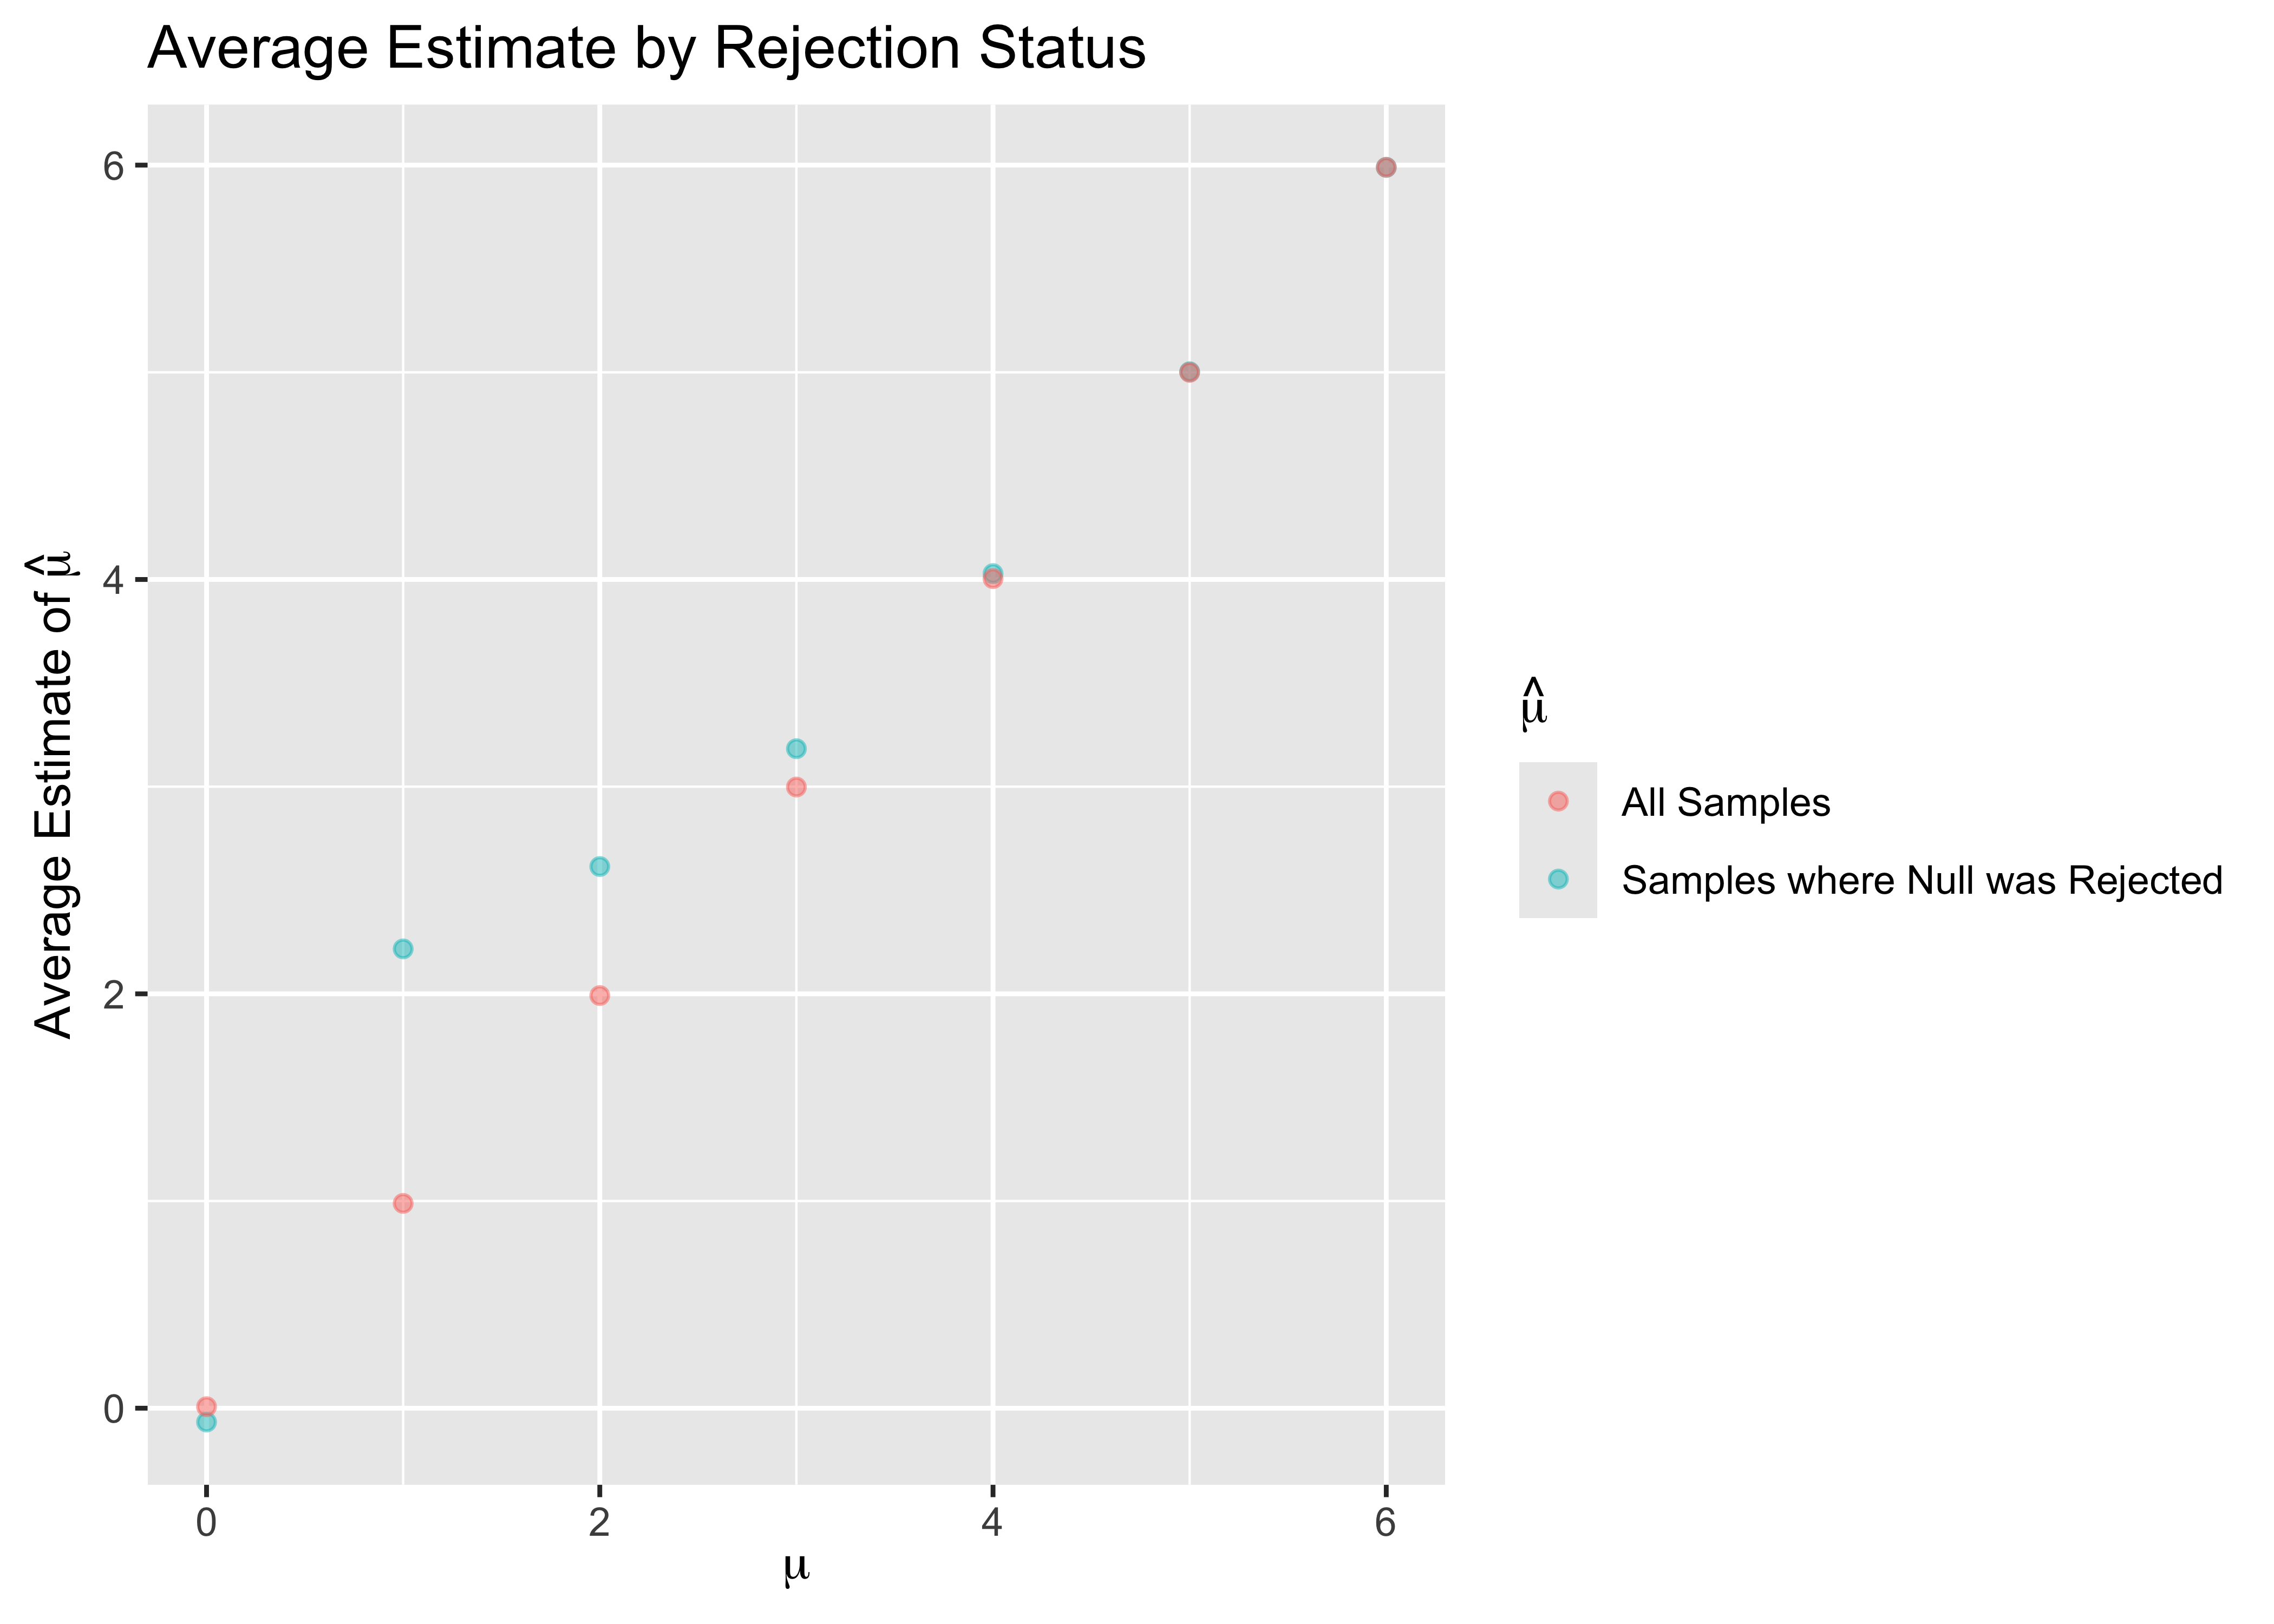 Average Estimate by Rejection Status
Average Estimate of μ̂
6
4
2
0
0 2 4 6
μ
μ̂
All Samples
Samples where Null was Rejected